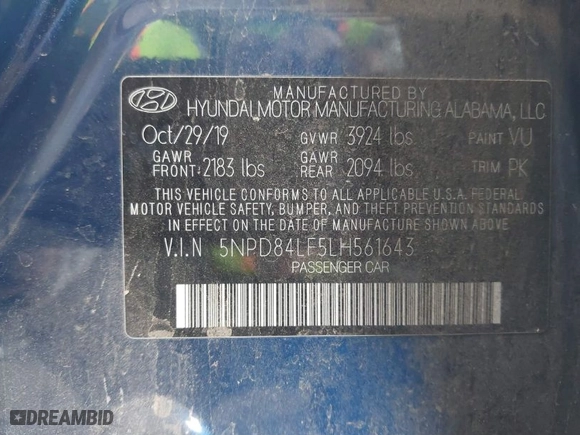 MANUFACTURED BY
HYUNDAI MOTOR MANUFACTURING ALABAMA, LLC
Oct/29/19 GVWR 3924 lbs PAINT VU
GAWR FRONT: 2183 lbs GAWR REAR 2094 lbs TRIM PK
THIS VEHICLE CONFORMS TO ALL APPLICABLE U.S.A. FEDERAL
MOTOR VEHICLE SAFETY, BUMPER, AND THEFT PREVENTION
STANDARDS IN EFFECT ON THE DATE OF
MANUFACTURE SHOWN ABOVE
V.I.N 5NPD84LF5LH561643
PASSENGER CAR
DREAMBID